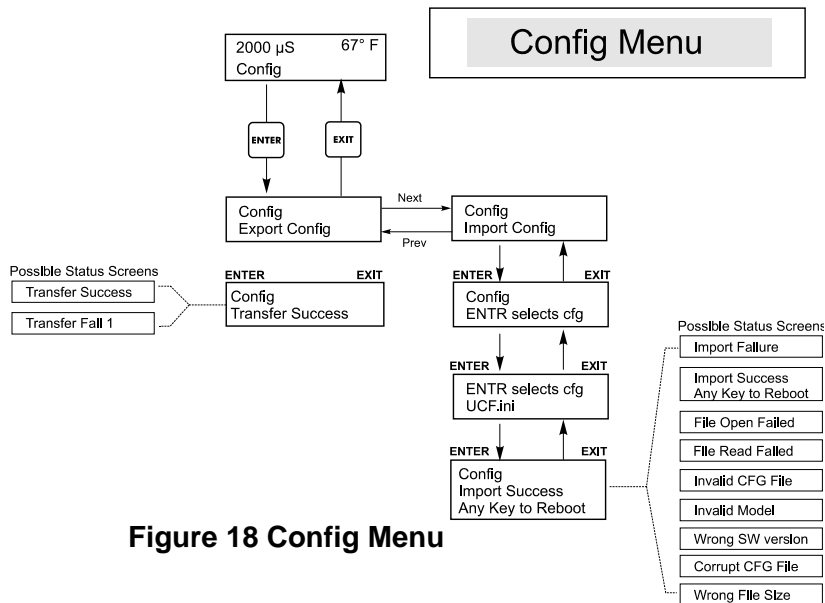 Config Menu
2000 µS 67° F
Config
ENTER
EXIT
Config
Export Config
Next
Prev
Config
Import Config
Possible Status Screens
Transfer Success
Transfer Fail 1
ENTER EXIT
Config
Transfer Success
ENTER EXIT
Config
ENTR selects cfg
ENTER EXIT
ENTR selects cfg
UCF.ini
ENTER EXIT
Config
Import Success
Any Key to Reboot
Possible Status Screens
Import Failure
Import Success
Any Key to Reboot
File Open Failed
File Read Failed
Invalid CFG File
Invalid Model
Wrong SW version
Corrupt CFG File
Wrong File Size
Figure 18 Config Menu